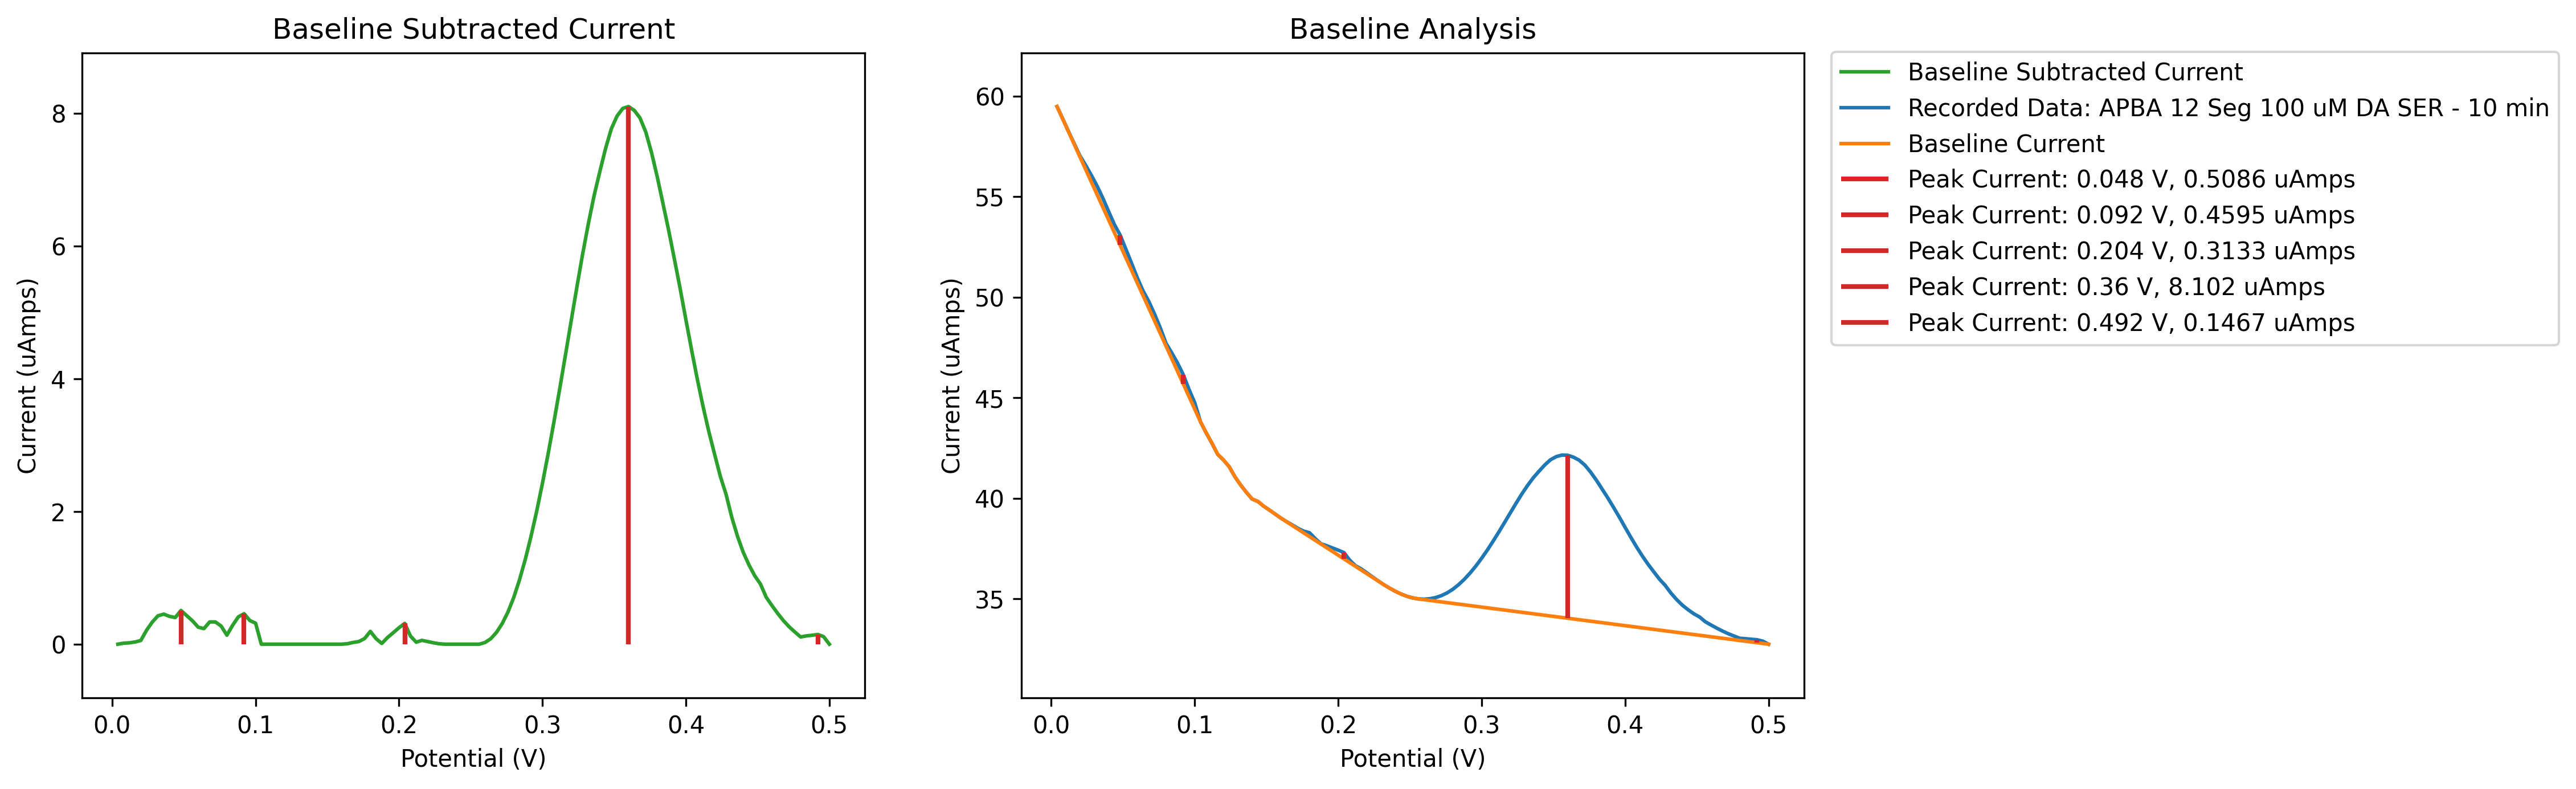 Baseline Subtracted Current
Current (uAmps)
8
6
4
2
0
0.0 0.1 0.2 0.3 0.4 0.5
Potential (V)
Baseline Analysis
Current (uAmps)
60
55
50
45
40
35
0.0 0.1 0.2 0.3 0.4 0.5
Potential (V)
Baseline Subtracted Current
Recorded Data: APBA 12 Seg 100 uM DA SER - 10 min
Baseline Current
Peak Current: 0.048 V, 0.5086 uAmps
Peak Current: 0.092 V, 0.4595 uAmps
Peak Current: 0.204 V, 0.3133 uAmps
Peak Current: 0.36 V, 8.102 uAmps
Peak Current: 0.492 V, 0.1467 uAmps